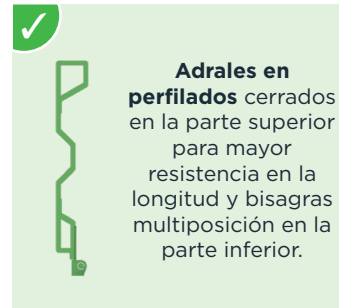 Adrales en
perfilados cerrados
en la parte superior
para mayor
resistencia en la
longitud y bisagras
multiposición en la
parte inferior.